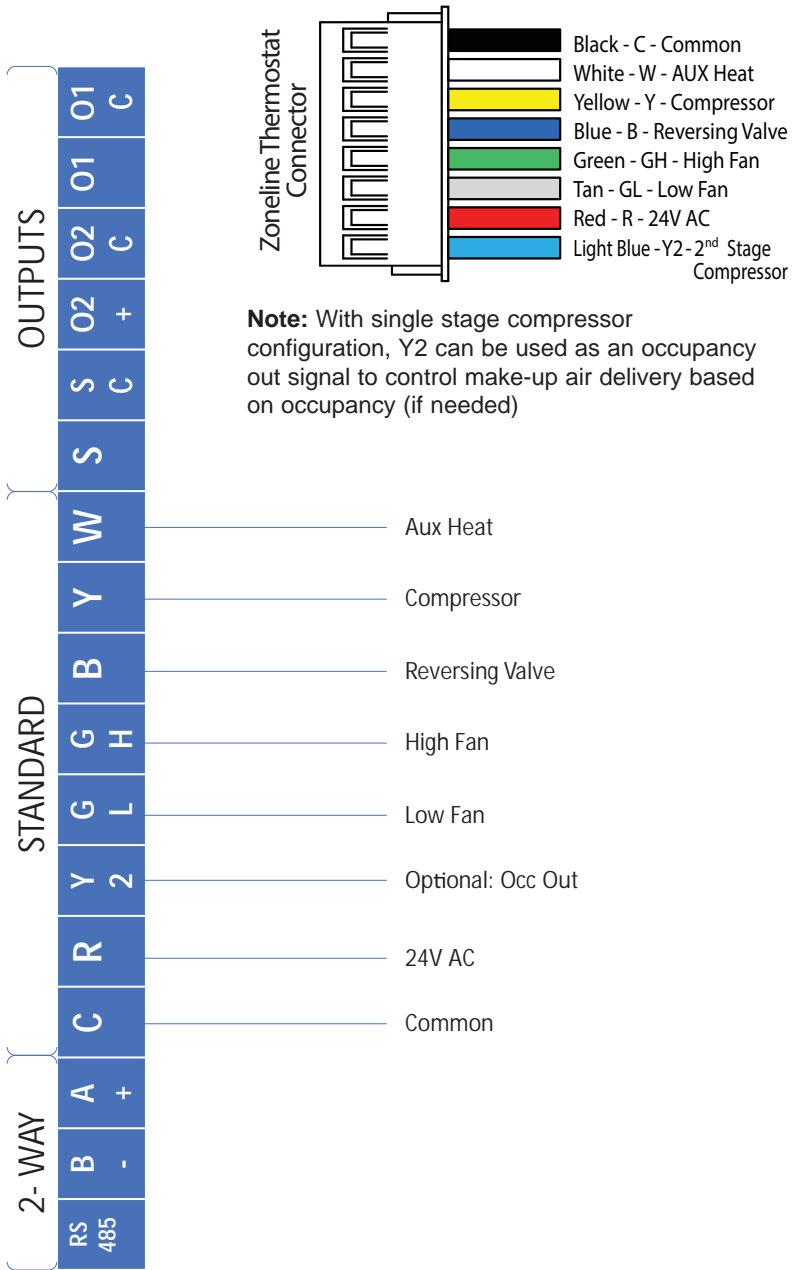 Zoneline Thermostat
Connector
Black - C - Common
White - W - AUX Heat
Yellow - Y - Compressor
Blue - B - Reversing Valve
Green - GH - High Fan
Tan - GL - Low Fan
Red - R - 24V AC
Light Blue - Y2 - 2nd Stage
Compressor
Note: With single stage compressor
configuration, Y2 can be used as an occupancy
out signal to control make-up air delivery based
on occupancy (if needed)
OUTPUTS
O1 C
O1
O2 C
O2 +
S C
S
STANDARD
W
Aux Heat
Y
Compressor
B
Reversing Valve
G H
High Fan
G L
Low Fan
Y 2
Optional: Occ Out
R
24V AC
C
Common
2- WAY
A +
B -
RS
485